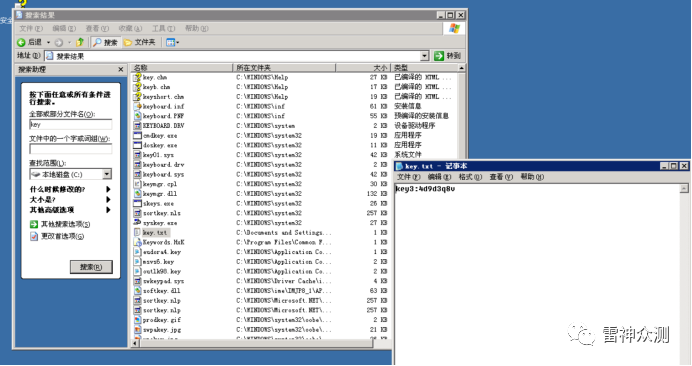 安全
搜索结果
文件(F) 编辑(E) 查看(V) 收藏(A) 工具(T) 帮助(H)
后退 搜索 文件夹
地址(D) 搜索结果 转到
搜索助理
按下面任意或所有条件进行搜索。
全部或部分文件名(O):
key
文件中的一个字或词组(W):
查找范围(L):
本地磁盘 (C:)
什么时候修改的?
大小是?
其他高级选项
其他搜索选项(S)
更改首选项(G)
搜索(R)
名称 所在文件夹 大小 类型
key.chm C:\WINDOWS\Help 27 KB 已编译的 HTML ...
keyb.chm C:\WINDOWS\Help 17 KB 已编译的 HTML ...
keyshort.chm C:\WINDOWS\Help 19 KB 已编译的 HTML ...
keyboard.inf C:\WINDOWS\inf 61 KB 安装信息
keyboard.PNF C:\WINDOWS\inf 55 KB 预编译的安装信息
KEYBOARD.DRV C:\WINDOWS\system 2 KB 设备驱动程序
cmdkey.exe C:\WINDOWS\system32 19 KB 应用程序
doskey.exe C:\WINDOWS\system32 11 KB 应用程序
key01.sys C:\WINDOWS\system32 42 KB 系统文件
keyboard.drv C:\WINDOWS\system32 2 KB
keyboard.sys C:\WINDOWS\system32 42 KB
keymgr.cpl C:\WINDOWS\system32 30 KB
keymgr.dll C:\WINDOWS\system32 132 KB
skeys.exe C:\WINDOWS\system32 26 KB
sortkey.nls C:\WINDOWS\system32 257 KB
syskey.exe C:\WINDOWS\system32 27 KB
key.txt C:\Documents and Settings... 1 KB
Keywords.HxK C:\Program Files\Common F... 1 KB
eudora4.key C:\WINDOWS\Application Co... 1 KB
msvs6.key C:\WINDOWS\Application Co... 2 KB
outlk98.key C:\WINDOWS\Application Co... 2 KB
swkeypad.sys C:\WINDOWS\Driver Cache\i... 4 KB
softkey.dll C:\WINDOWS\ime\IMJP8_1\AP... 63 KB
sortkey.nlp C:\WINDOWS\Microsoft.NET\... 257 KB
sortkey.nlp C:\WINDOWS\Microsoft.NET\... 257 KB
prodkey.gif C:\WINDOWS\system32\oobe\... 2 KB
swpakey.jpg C:\WINDOWS\system32\oobe\... 21 KB
key.txt - 记事本
文件(F) 编辑(E) 格式(O) 查看(V) 帮助(H)
key3:4d9d3q8v
雷神众测